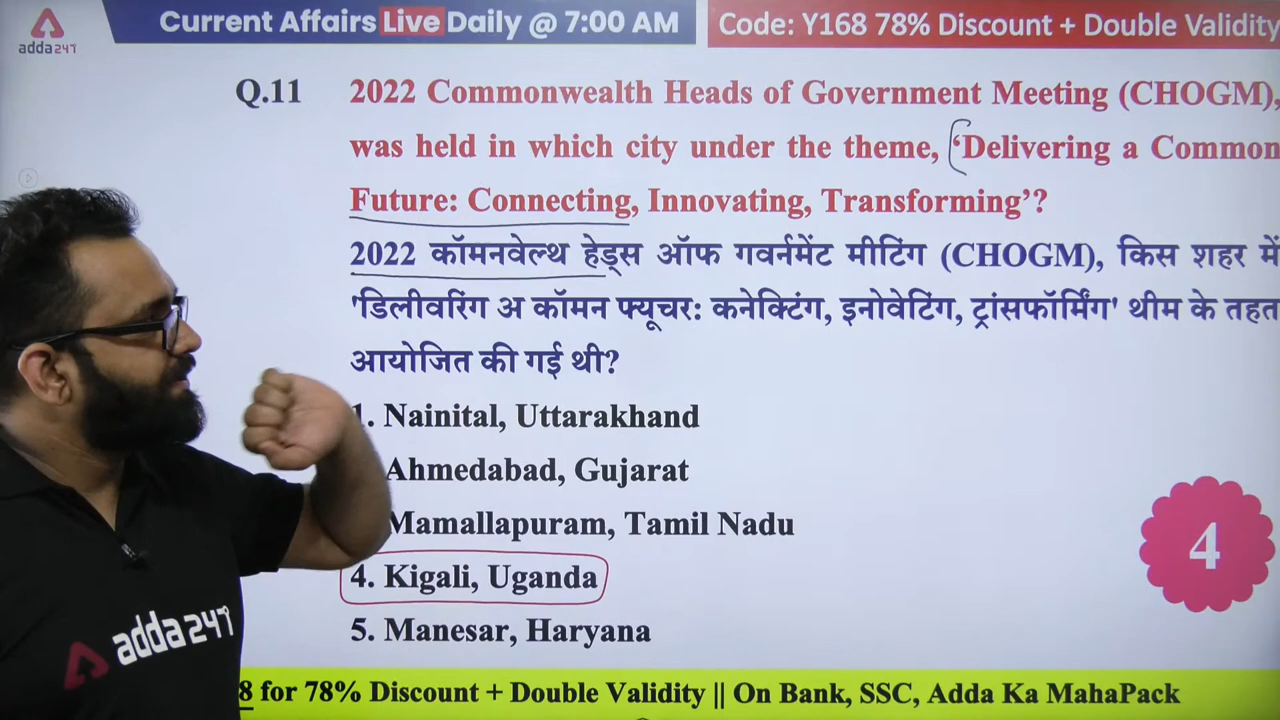 adda247
Current Affairs Live Daily @ 7:00 AM
Code: Y168 78% Discount + Double Validity
Q.11 2022 Commonwealth Heads of Government Meeting (CHOGM),
was held in which city under the theme, ‘Delivering a Common
Future: Connecting, Innovating, Transforming’?
2022 कॉमनवेल्थ हेड्स ऑफ गवर्नमेंट मीटिंग (CHOGM), किस शहर में
'डिलीवरिंग अ कॉमन फ्यूचर: कनेक्टिंग, इनोवेटिंग, ट्रांसफॉर्मिंग' थीम के तहत
आयोजित की गई थी?
1. Nainital, Uttarakhand
Ahmedabad, Gujarat
Mamallapuram, Tamil Nadu
4. Kigali, Uganda
5. Manesar, Haryana
4
adda247
8 for 78% Discount + Double Validity || On Bank, SSC, Adda Ka MahaPack